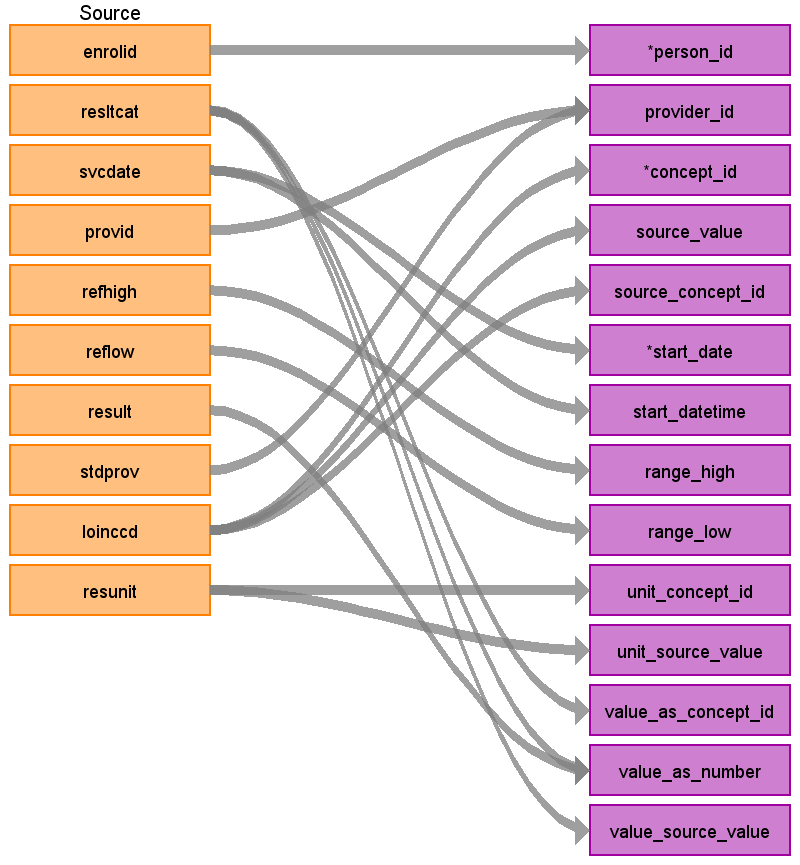 Source
enrolid
*person_id
resltcat
provider_id
svcdate
*concept_id
provid
source_value
refhigh
source_concept_id
reflow
*start_date
result
start_datetime
stdprov
range_high
loinccd
range_low
resunit
unit_concept_id
unit_source_value
value_as_concept_id
value_as_number
value_source_value